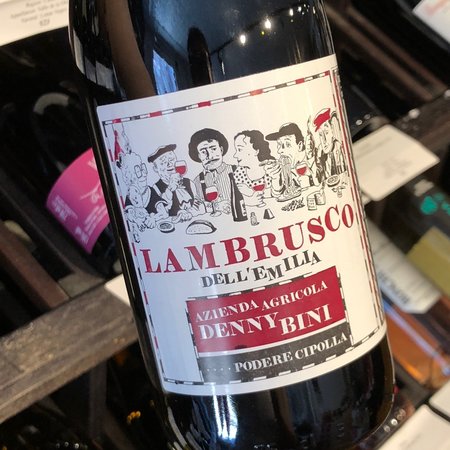 LAMBRUSCO
DELL'EMILIA
AZIENDA AGRICOLA
DENNY BINI
....PODERE CIPOLLA